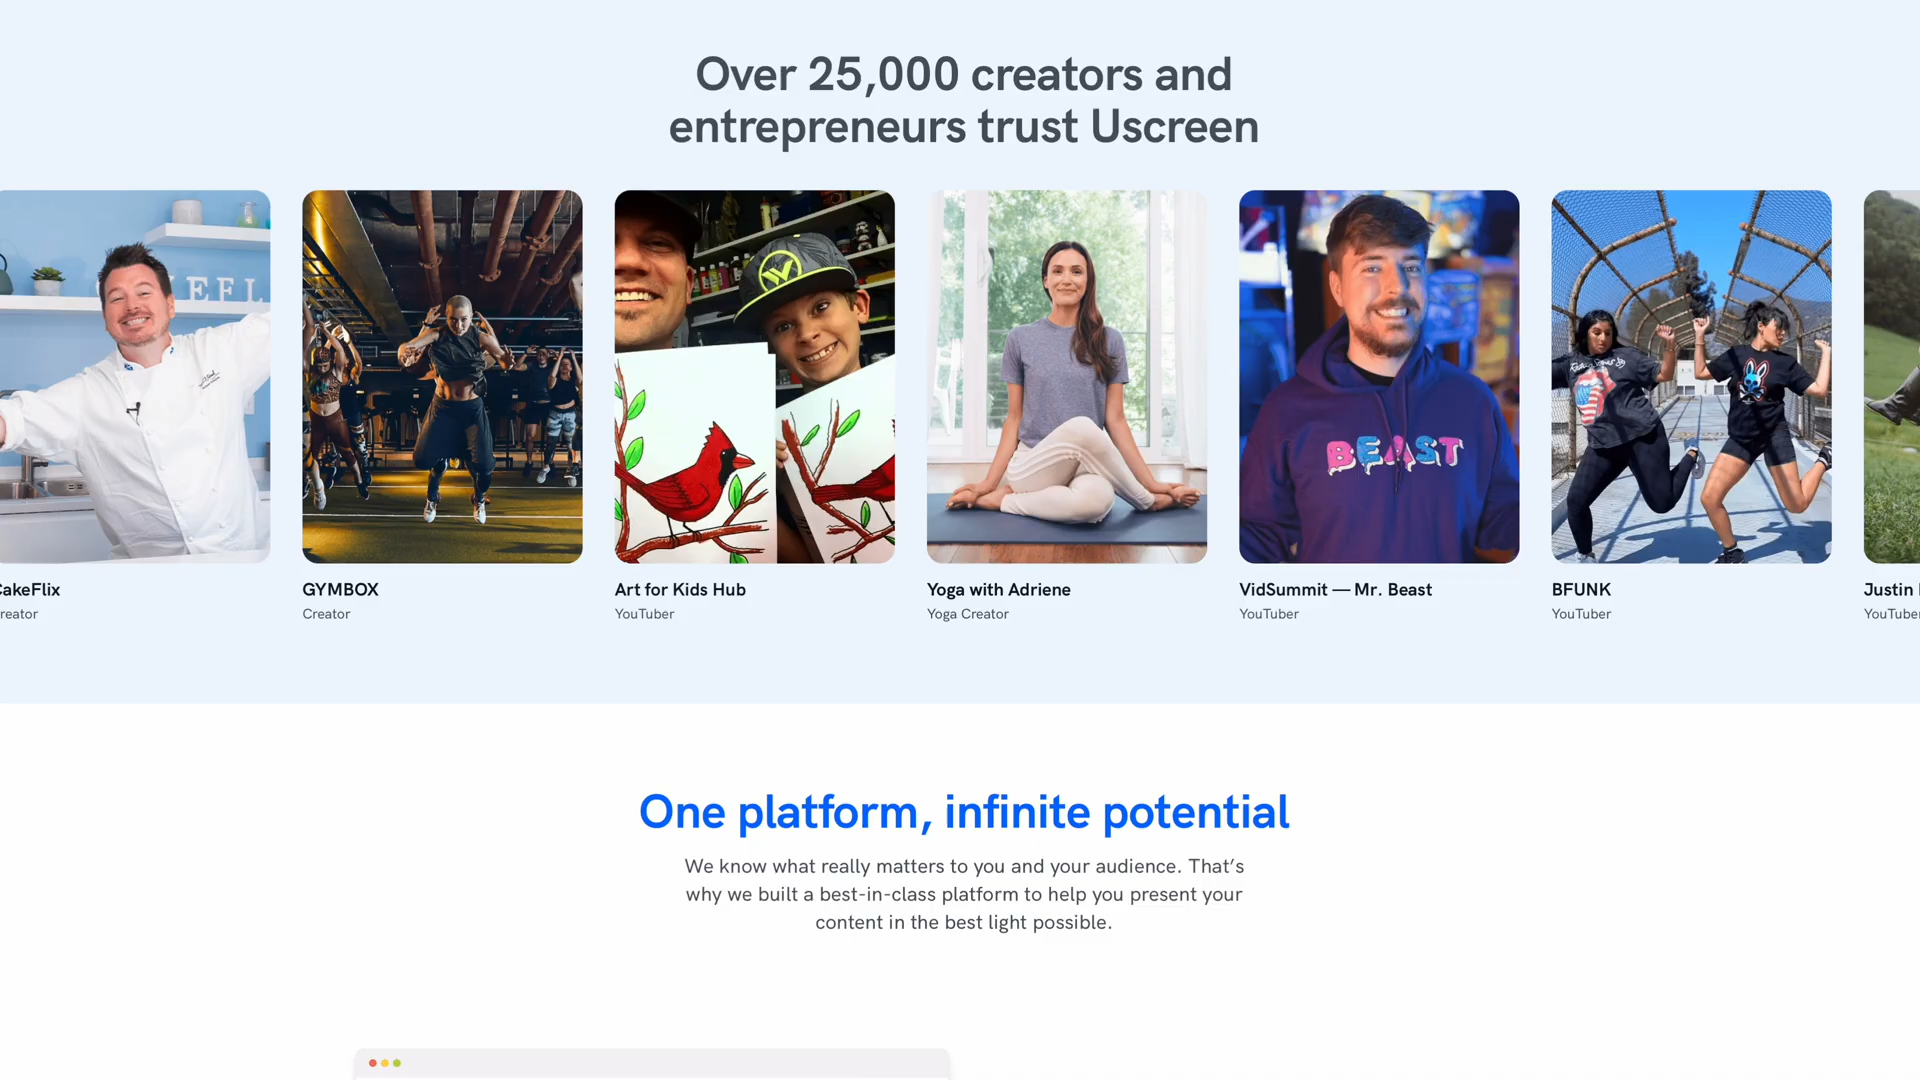 Over 25,000 creators and
entrepreneurs trust Uscreen
EFL
BEAST
CakeFlix
GYMBOX
Art for Kids Hub
Yoga with Adriene
VidSummit — Mr. Beast
BFUNK
Justin
reator
Creator
YouTuber
Yoga Creator
YouTuber
YouTuber
YouTuber
One platform, infinite potential
We know what really matters to you and your audience. That’s
why we built a best-in-class platform to help you present your
content in the best light possible.